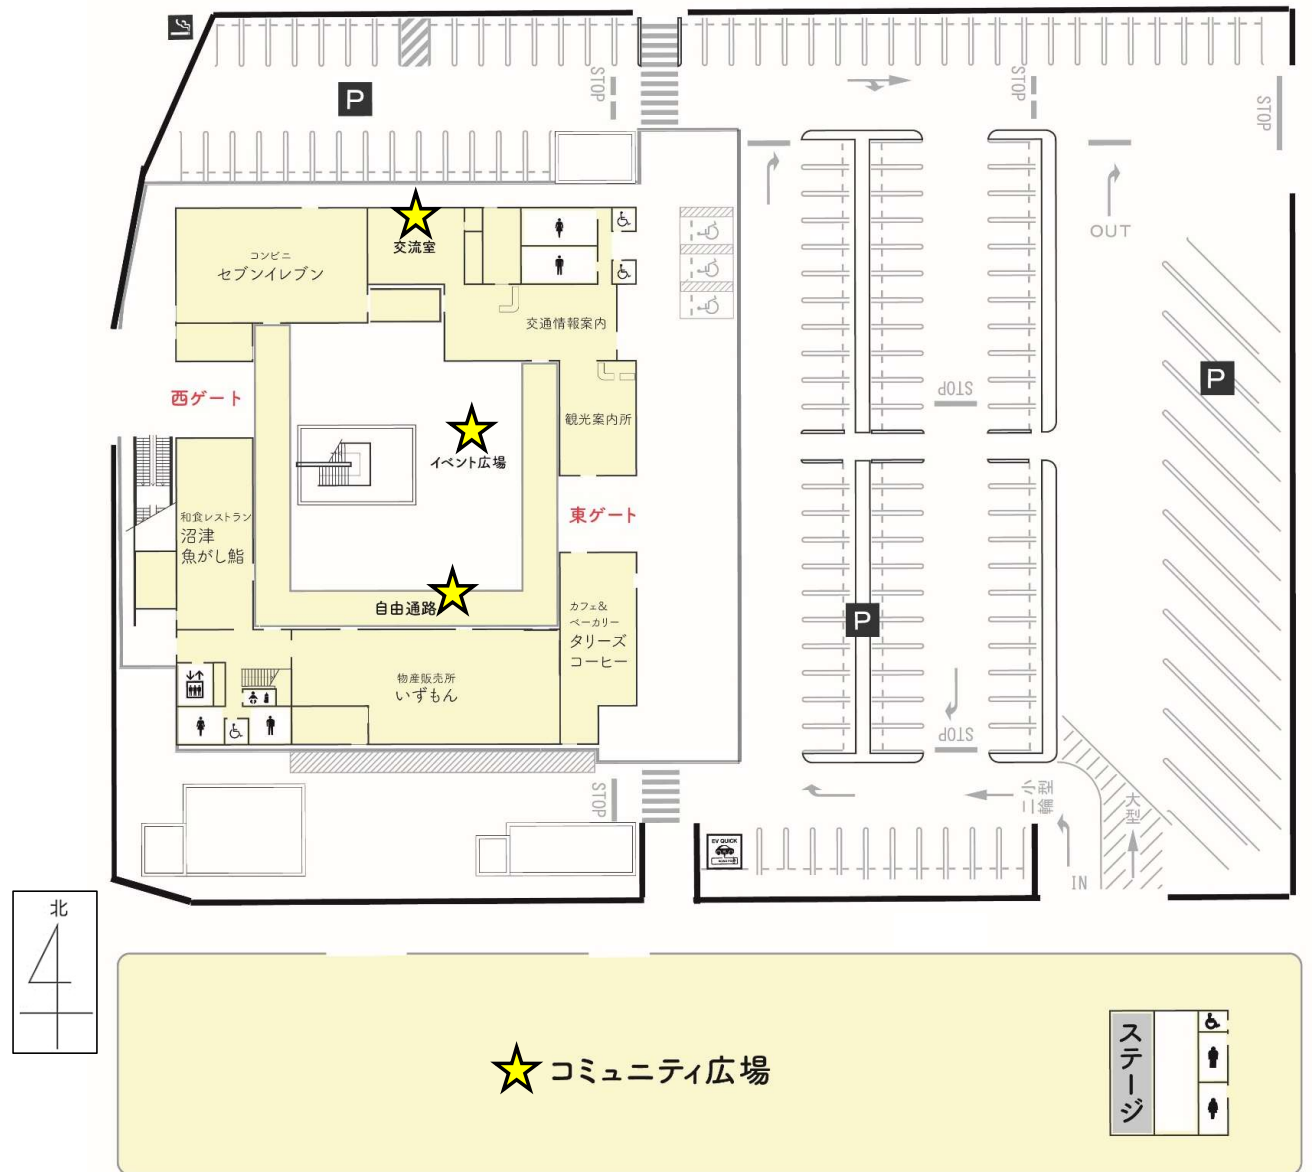 STOP
P
STOP
STOP
交流室
コンビニ
セブンイレブン
交通情報案内
OUT
西ゲート
観光案内所
STOP
P
イベント広場
東ゲート
和食レストラン
沼津
魚がし鮨
自由通路
カフェ&
ベーカリー
タリーズ
コーヒー
P
物産販売所
いずもん
STOP
STOP
小型
二輪
大型
EV QUICK
IN
北
コミュニティ広場
ステージ